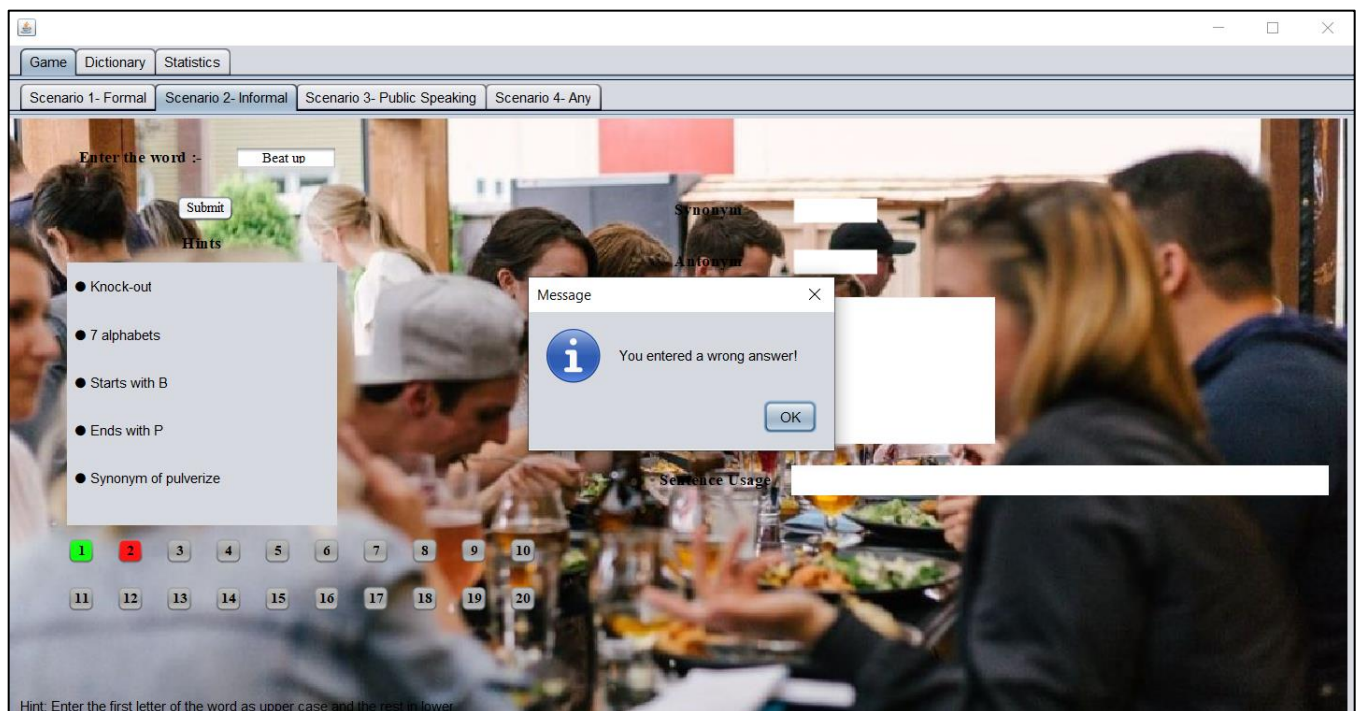 Game Dictionary Statistics
Scenario 1- Formal Scenario 2- Informal Scenario 3- Public Speaking Scenario 4- Any
Enter the word :- Beat up
Submit
Synonym
Hints
Antonym
● Knock-out
Message
● 7 alphabets
You entered a wrong answer!
● Starts with B
OK
● Ends with P
● Synonym of pulverize
Sentence Usage
1 2 3 4 5 6 7 8 9 10
11 12 13 14 15 16 17 18 19 20
Hint: Enter the first letter of the word as upper case and the rest in lower